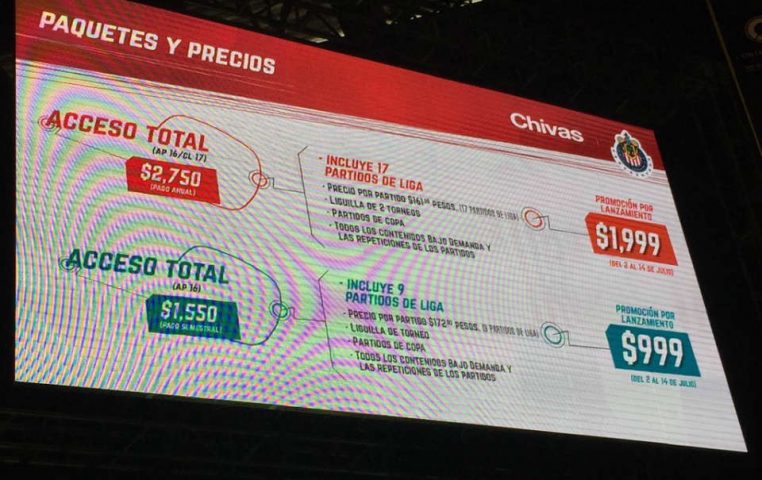 PAQUETES Y PRECIOS
Chivas
ACCESO TOTAL
(AP 16/CL 17)
$2,750
(PAGO ANUAL)
- INCLUYE 17
PARTIDOS DE LIGA
- PRECIO POR PARTIDO $161 PESOS. (17 PARTIDOS DE LIGA)
- LIGUILLA DE 2 TORNEOS
- PARTIDOS DE COPA
- TODOS LOS CONTENIDOS BAJO DEMANDA Y
LAS REPETICIONES DE LOS PARTIDOS
PROMOCIÓN POR
LANZAMIENTO
$1,999
(DEL 2 AL 14 DE JULIO)
ACCESO TOTAL
(AP 16)
$1,550
(PAGO SEMESTRAL)
- INCLUYE 9
PARTIDOS DE LIGA
- PRECIO POR PARTIDO $172 PESOS. (9 PARTIDOS DE LIGA)
- LIGUILLA DE TORNEO
- PARTIDOS DE COPA
- TODOS LOS CONTENIDOS BAJO DEMANDA Y
LAS REPETICIONES DE LOS PARTIDOS
PROMOCIÓN POR
LANZAMIENTO
$999
(DEL 2 AL 14 DE JULIO)